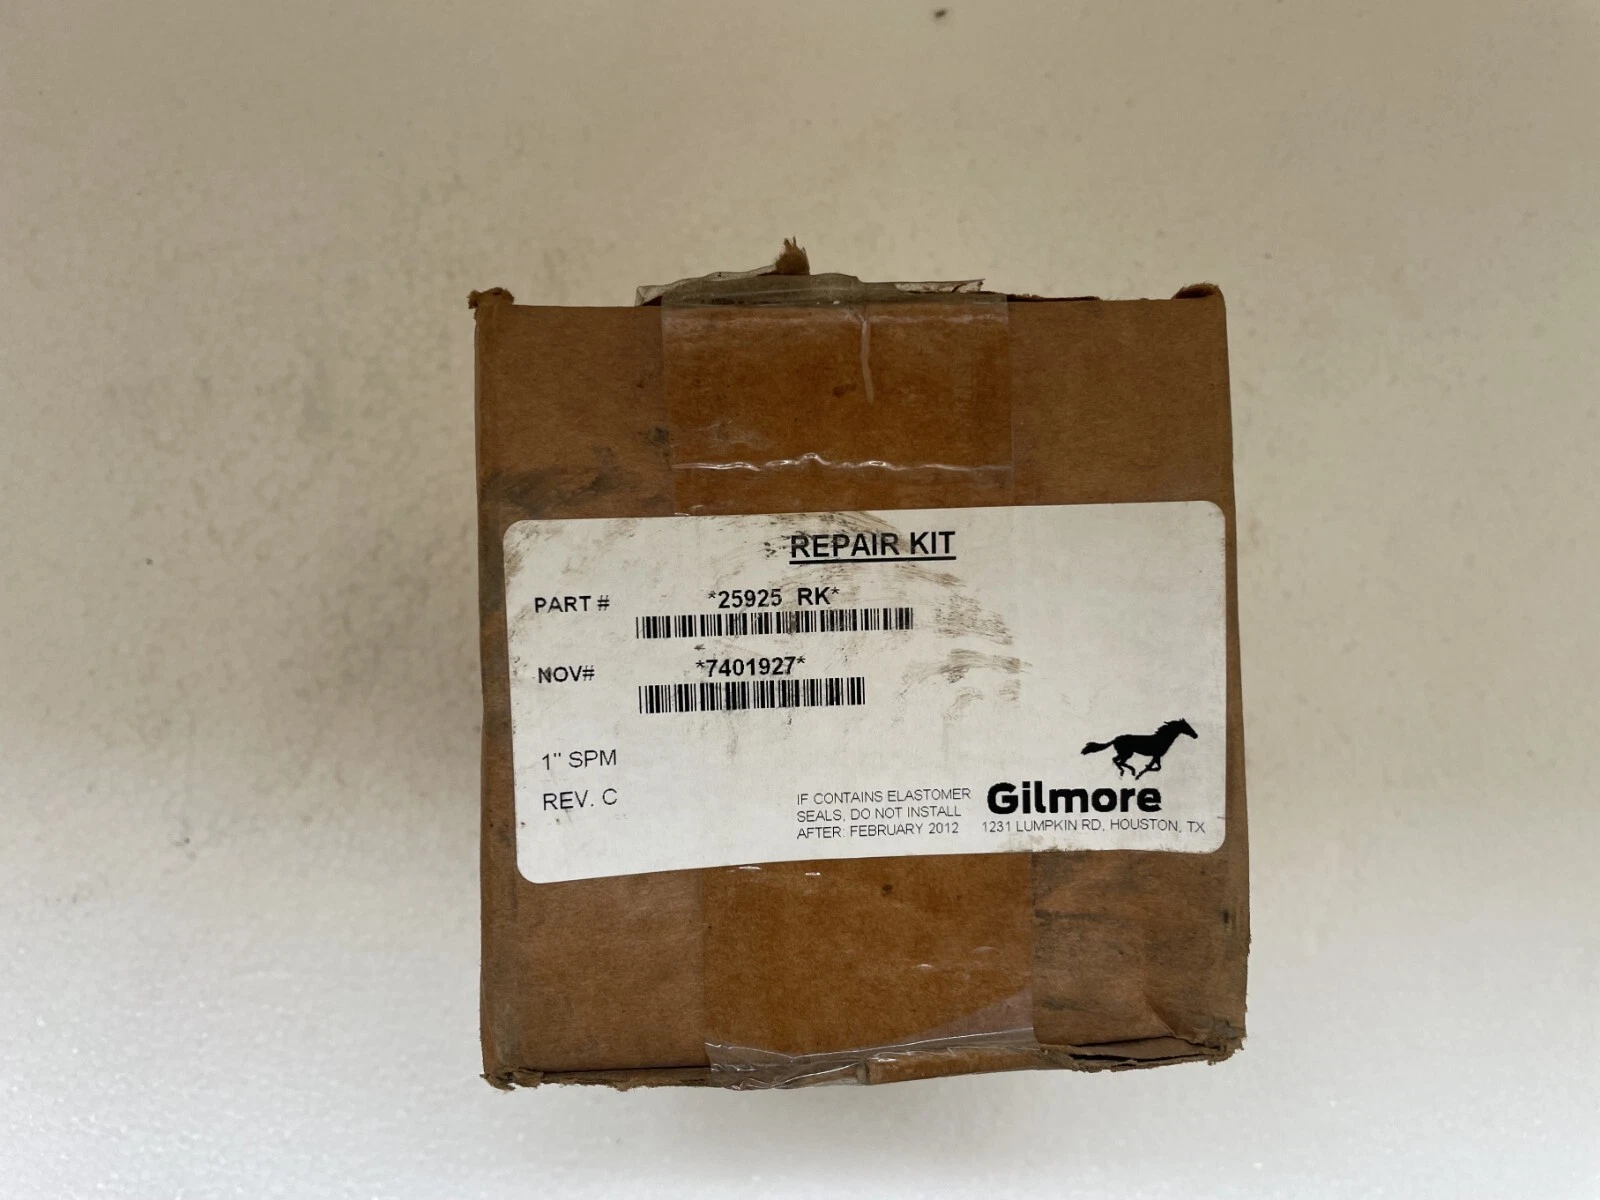 REPAIR KIT
PART # *25925 RK*
NOV# *7401927*
1" SPM
REV. C
IF CONTAINS ELASTOMER
SEALS, DO NOT INSTALL
AFTER: FEBRUARY 2012
Gilmore
1231 LUMPKIN RD, HOUSTON, TX